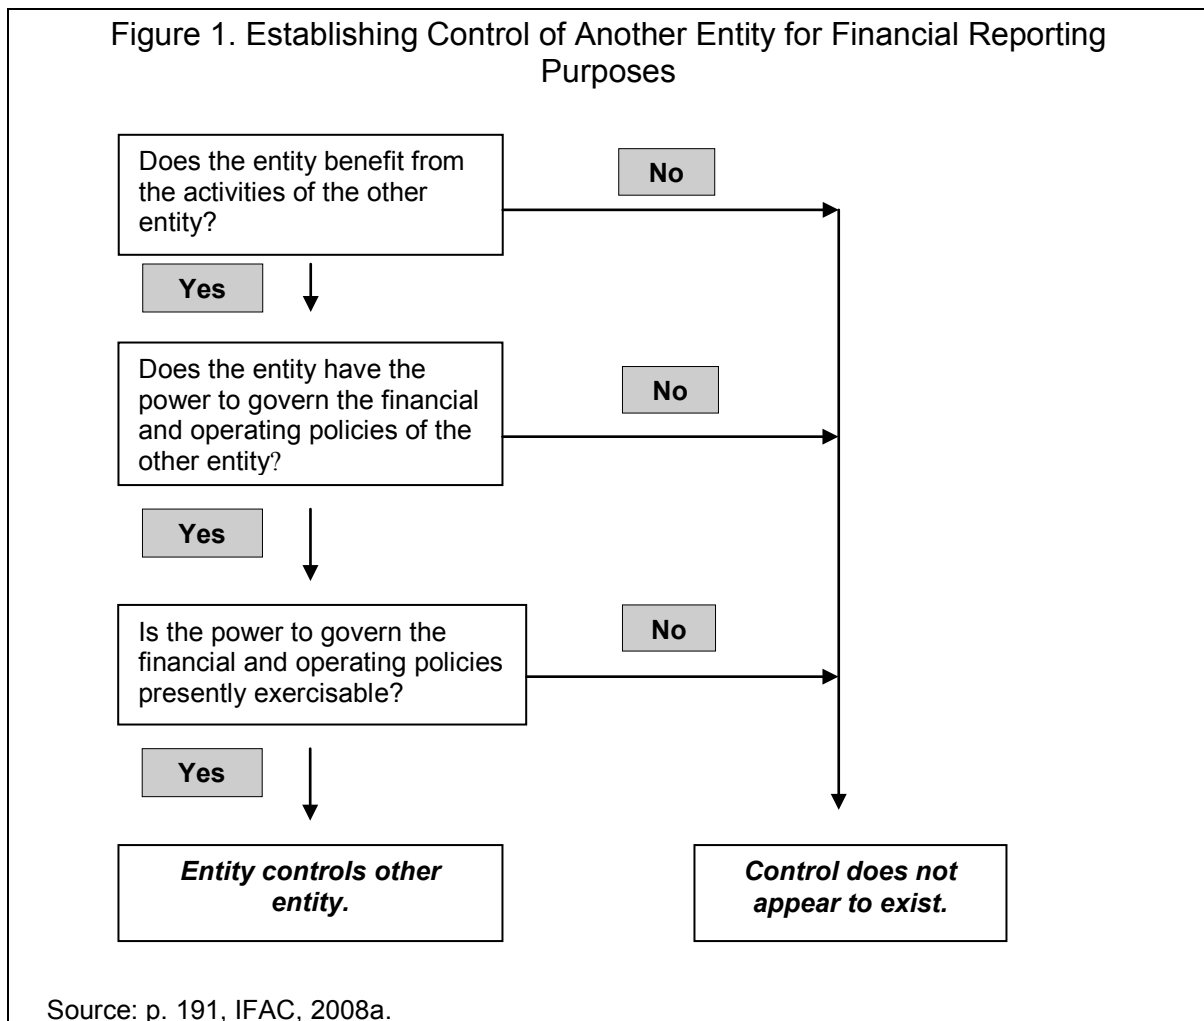 Figure 1. Establishing Control of Another Entity for Financial Reporting
Purposes
Does the entity benefit from
the activities of the other
entity?
No
Yes
Does the entity have the
power to govern the financial
and operating policies of the
other entity?
No
Yes
Is the power to govern the
financial and operating policies
presently exercisable?
No
Yes
Entity controls other
entity.
Control does not
appear to exist.
Source: p. 191, IFAC, 2008a.